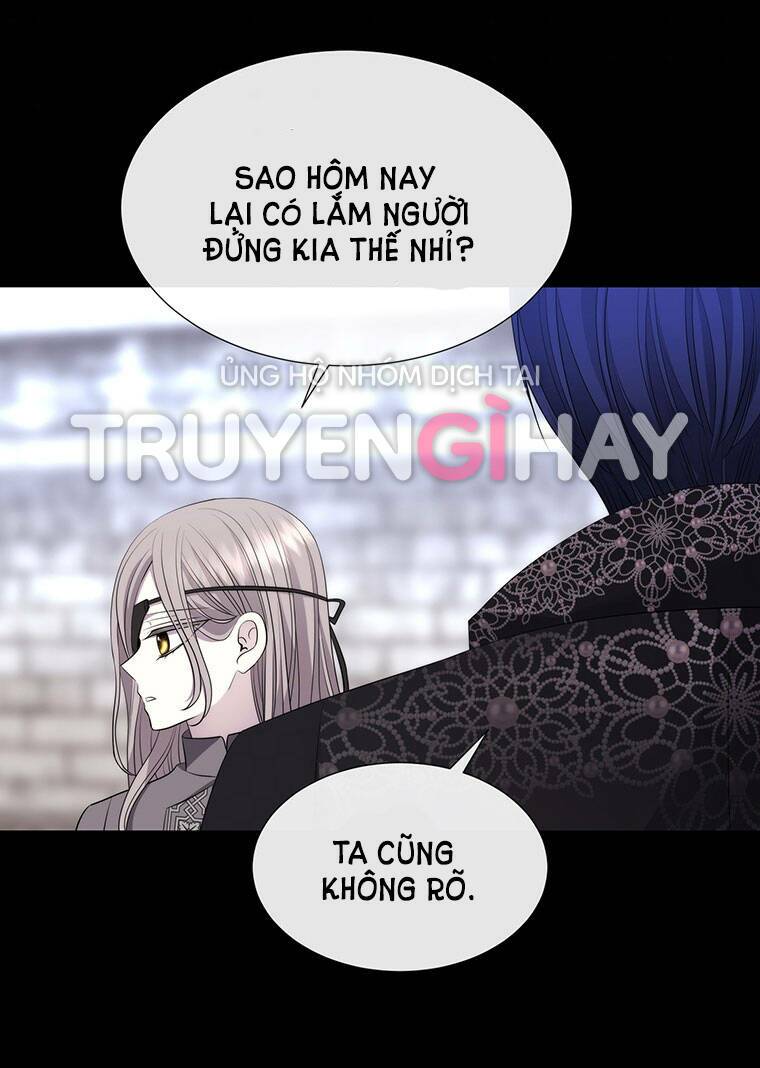 SAO HÔM NAY
LẠI CÓ LẮM NGƯỜI
ĐỨNG KIA THẾ NHỈ?
ỦNG HỘ NHÓM DỊCH TẠI
TRUYENGÌHAY
TA CŨNG
KHÔNG RÕ.